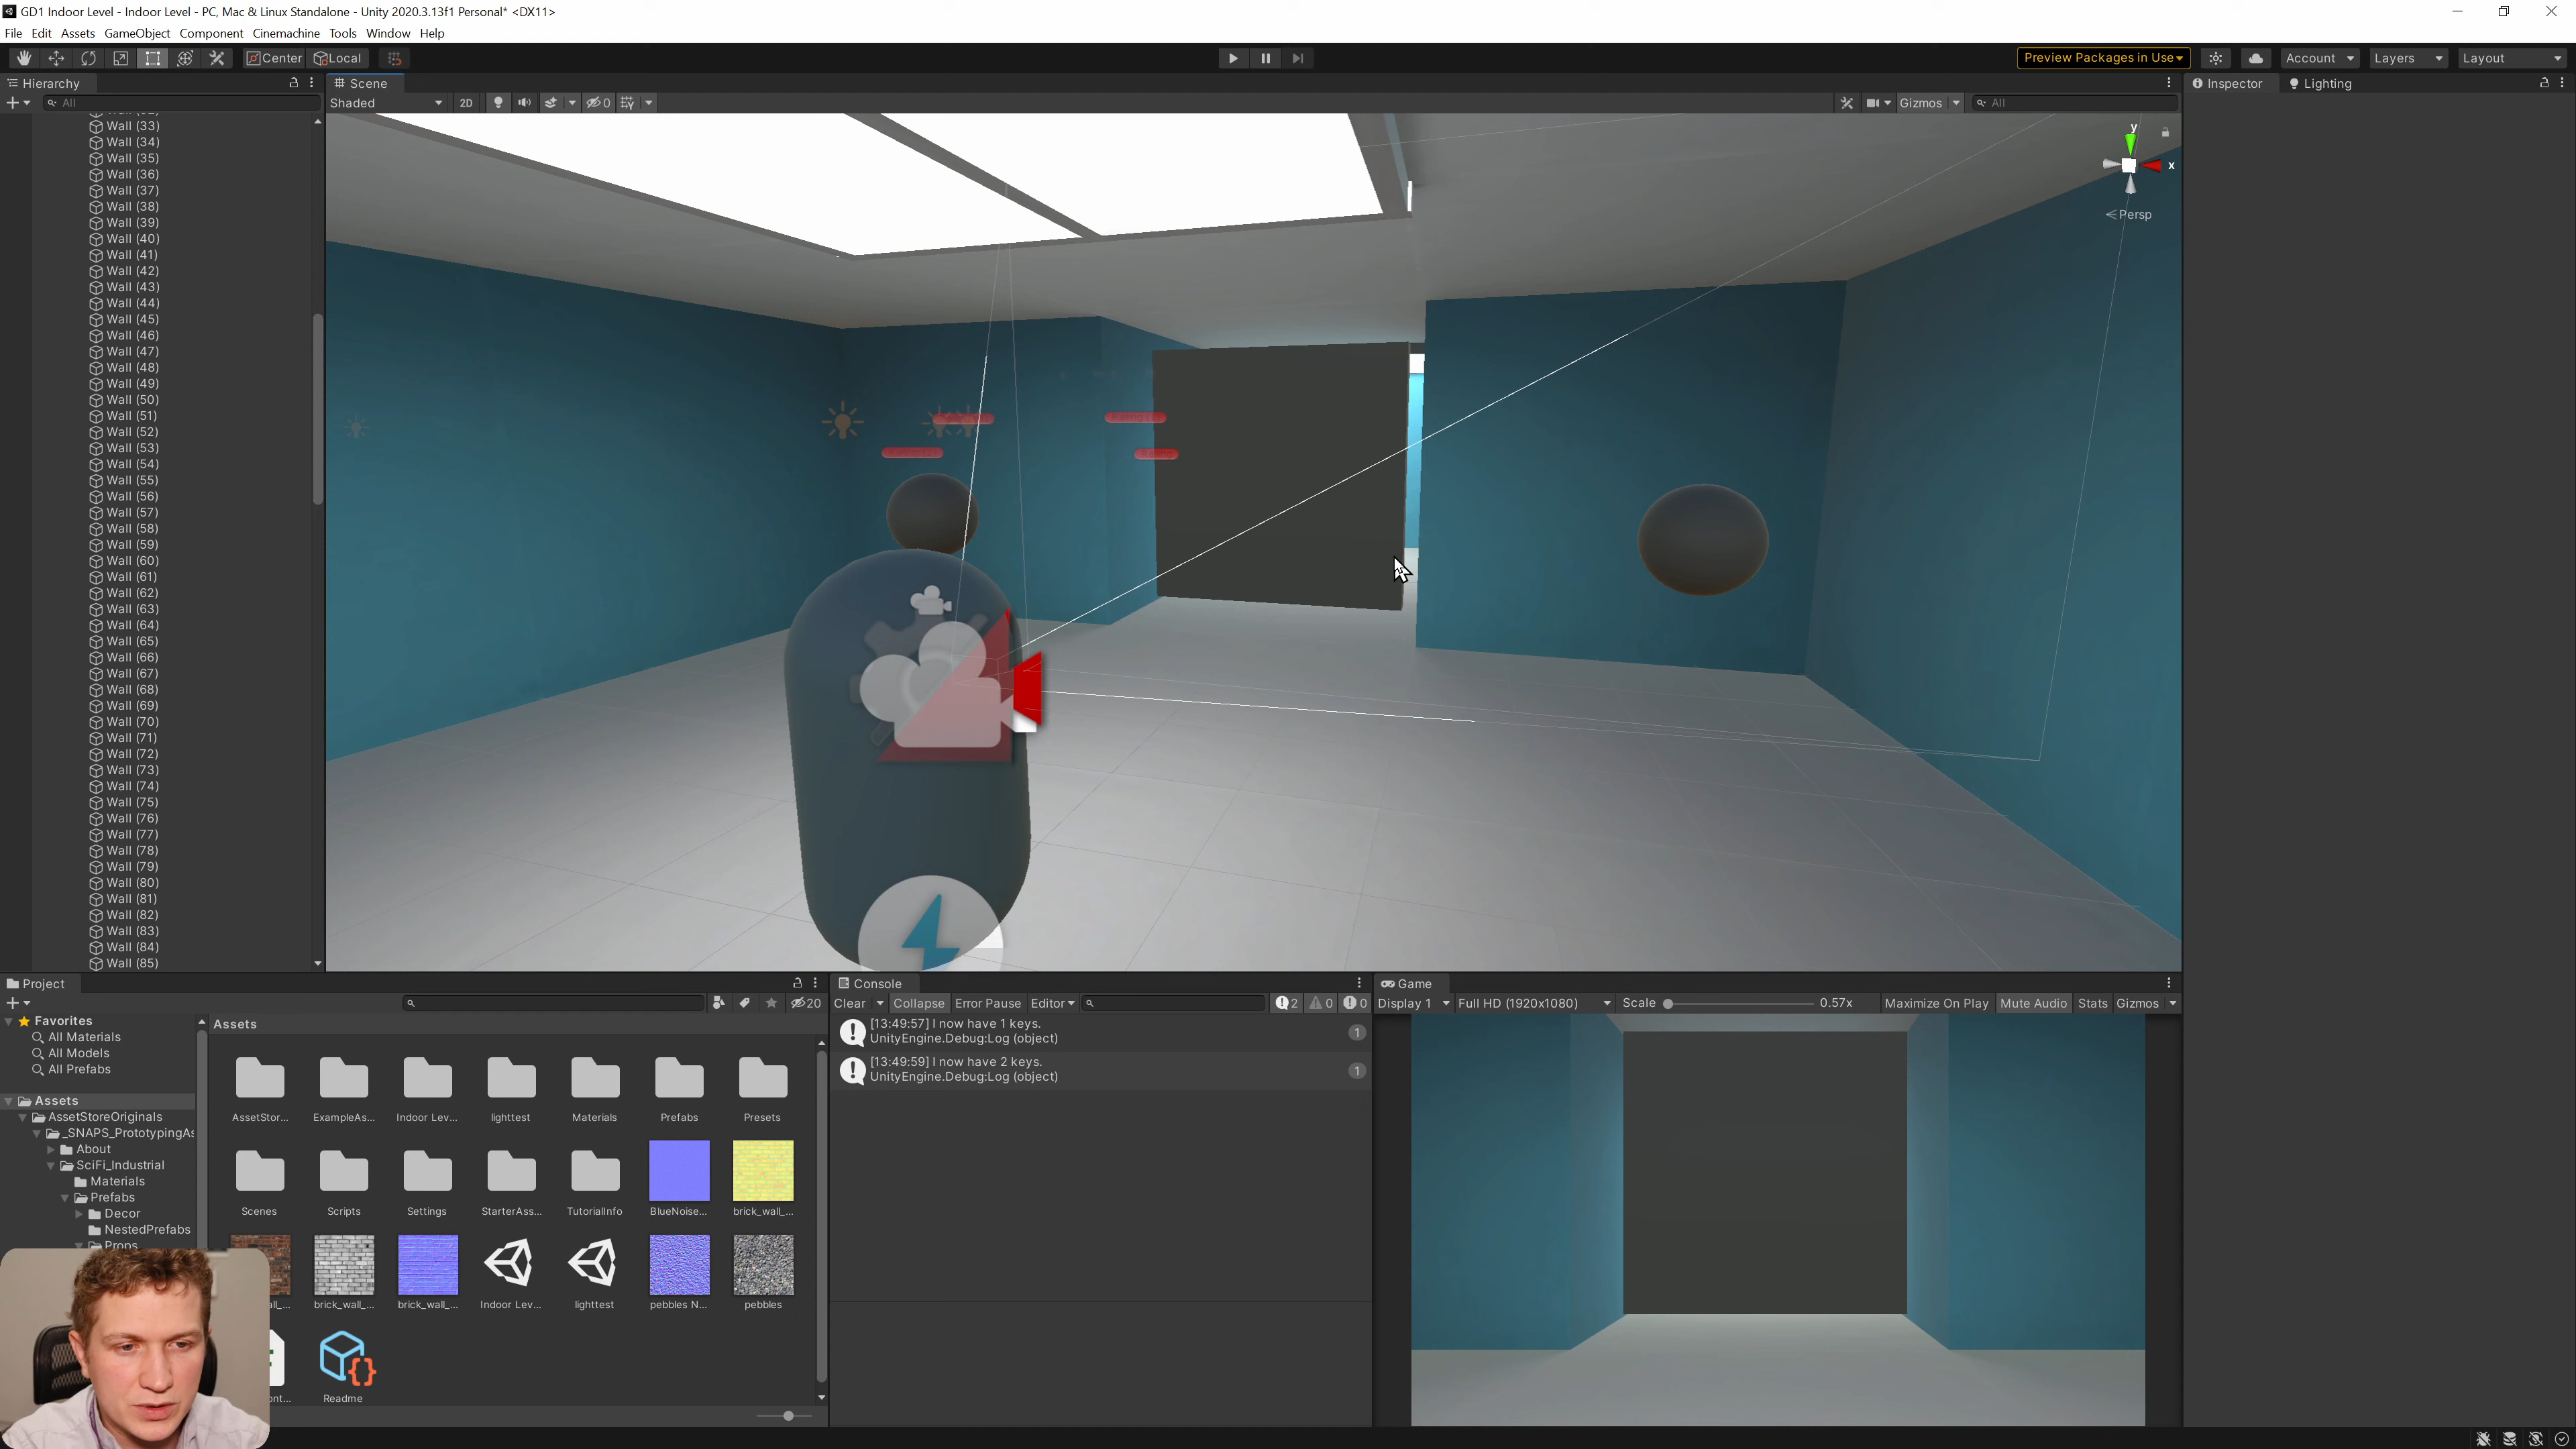 GD1 Indoor Level - Indoor Level - PC, Mac & Linux Standalone - Unity 2020.3.13f1 Personal* <DX11>
File Edit Assets GameObject Component Cinemachine Tools Window Help
Center Local
Preview Packages in Use Account Layers Layout
Hierarchy
All
Wall (33)
Wall (34)
Wall (35)
Wall (36)
Wall (37)
Wall (38)
Wall (39)
Wall (40)
Wall (41)
Wall (42)
Wall (43)
Wall (44)
Wall (45)
Wall (46)
Wall (47)
Wall (48)
Wall (49)
Wall (50)
Wall (51)
Wall (52)
Wall (53)
Wall (54)
Wall (55)
Wall (56)
Wall (57)
Wall (58)
Wall (59)
Wall (60)
Wall (61)
Wall (62)
Wall (63)
Wall (64)
Wall (65)
Wall (66)
Wall (67)
Wall (68)
Wall (69)
Wall (70)
Wall (71)
Wall (72)
Wall (73)
Wall (74)
Wall (75)
Wall (76)
Wall (77)
Wall (78)
Wall (79)
Wall (80)
Wall (81)
Wall (82)
Wall (83)
Wall (84)
Wall (85)
Scene
Shaded 2D 0 Gizmos All
y
x
Persp
Inspector Lighting
Project
20
Favorites
All Materials
All Models
All Prefabs
Assets
AssetStoreOriginals
_SNAPS_PrototypingAs
About
SciFi_Industrial
Materials
Prefabs
Decor
NestedPrefabs
Props
Assets
AssetStor... ExampleAs... Indoor Lev... lighttest Materials Prefabs Presets
Scenes Scripts Settings StarterAss... TutorialInfo BlueNoise... brick_wall_...
all_... brick_wall_... brick_wall_... Indoor Lev... lighttest pebbles N... pebbles
ont... Readme
Console
Clear Collapse Error Pause Editor 2 0 0
[13:49:57] I now have 1 keys.
UnityEngine.Debug:Log (object)
1
[13:49:59] I now have 2 keys.
UnityEngine.Debug:Log (object)
1
Game
Display 1 Full HD (1920x1080) Scale 0.57x Maximize On Play Mute Audio Stats Gizmos